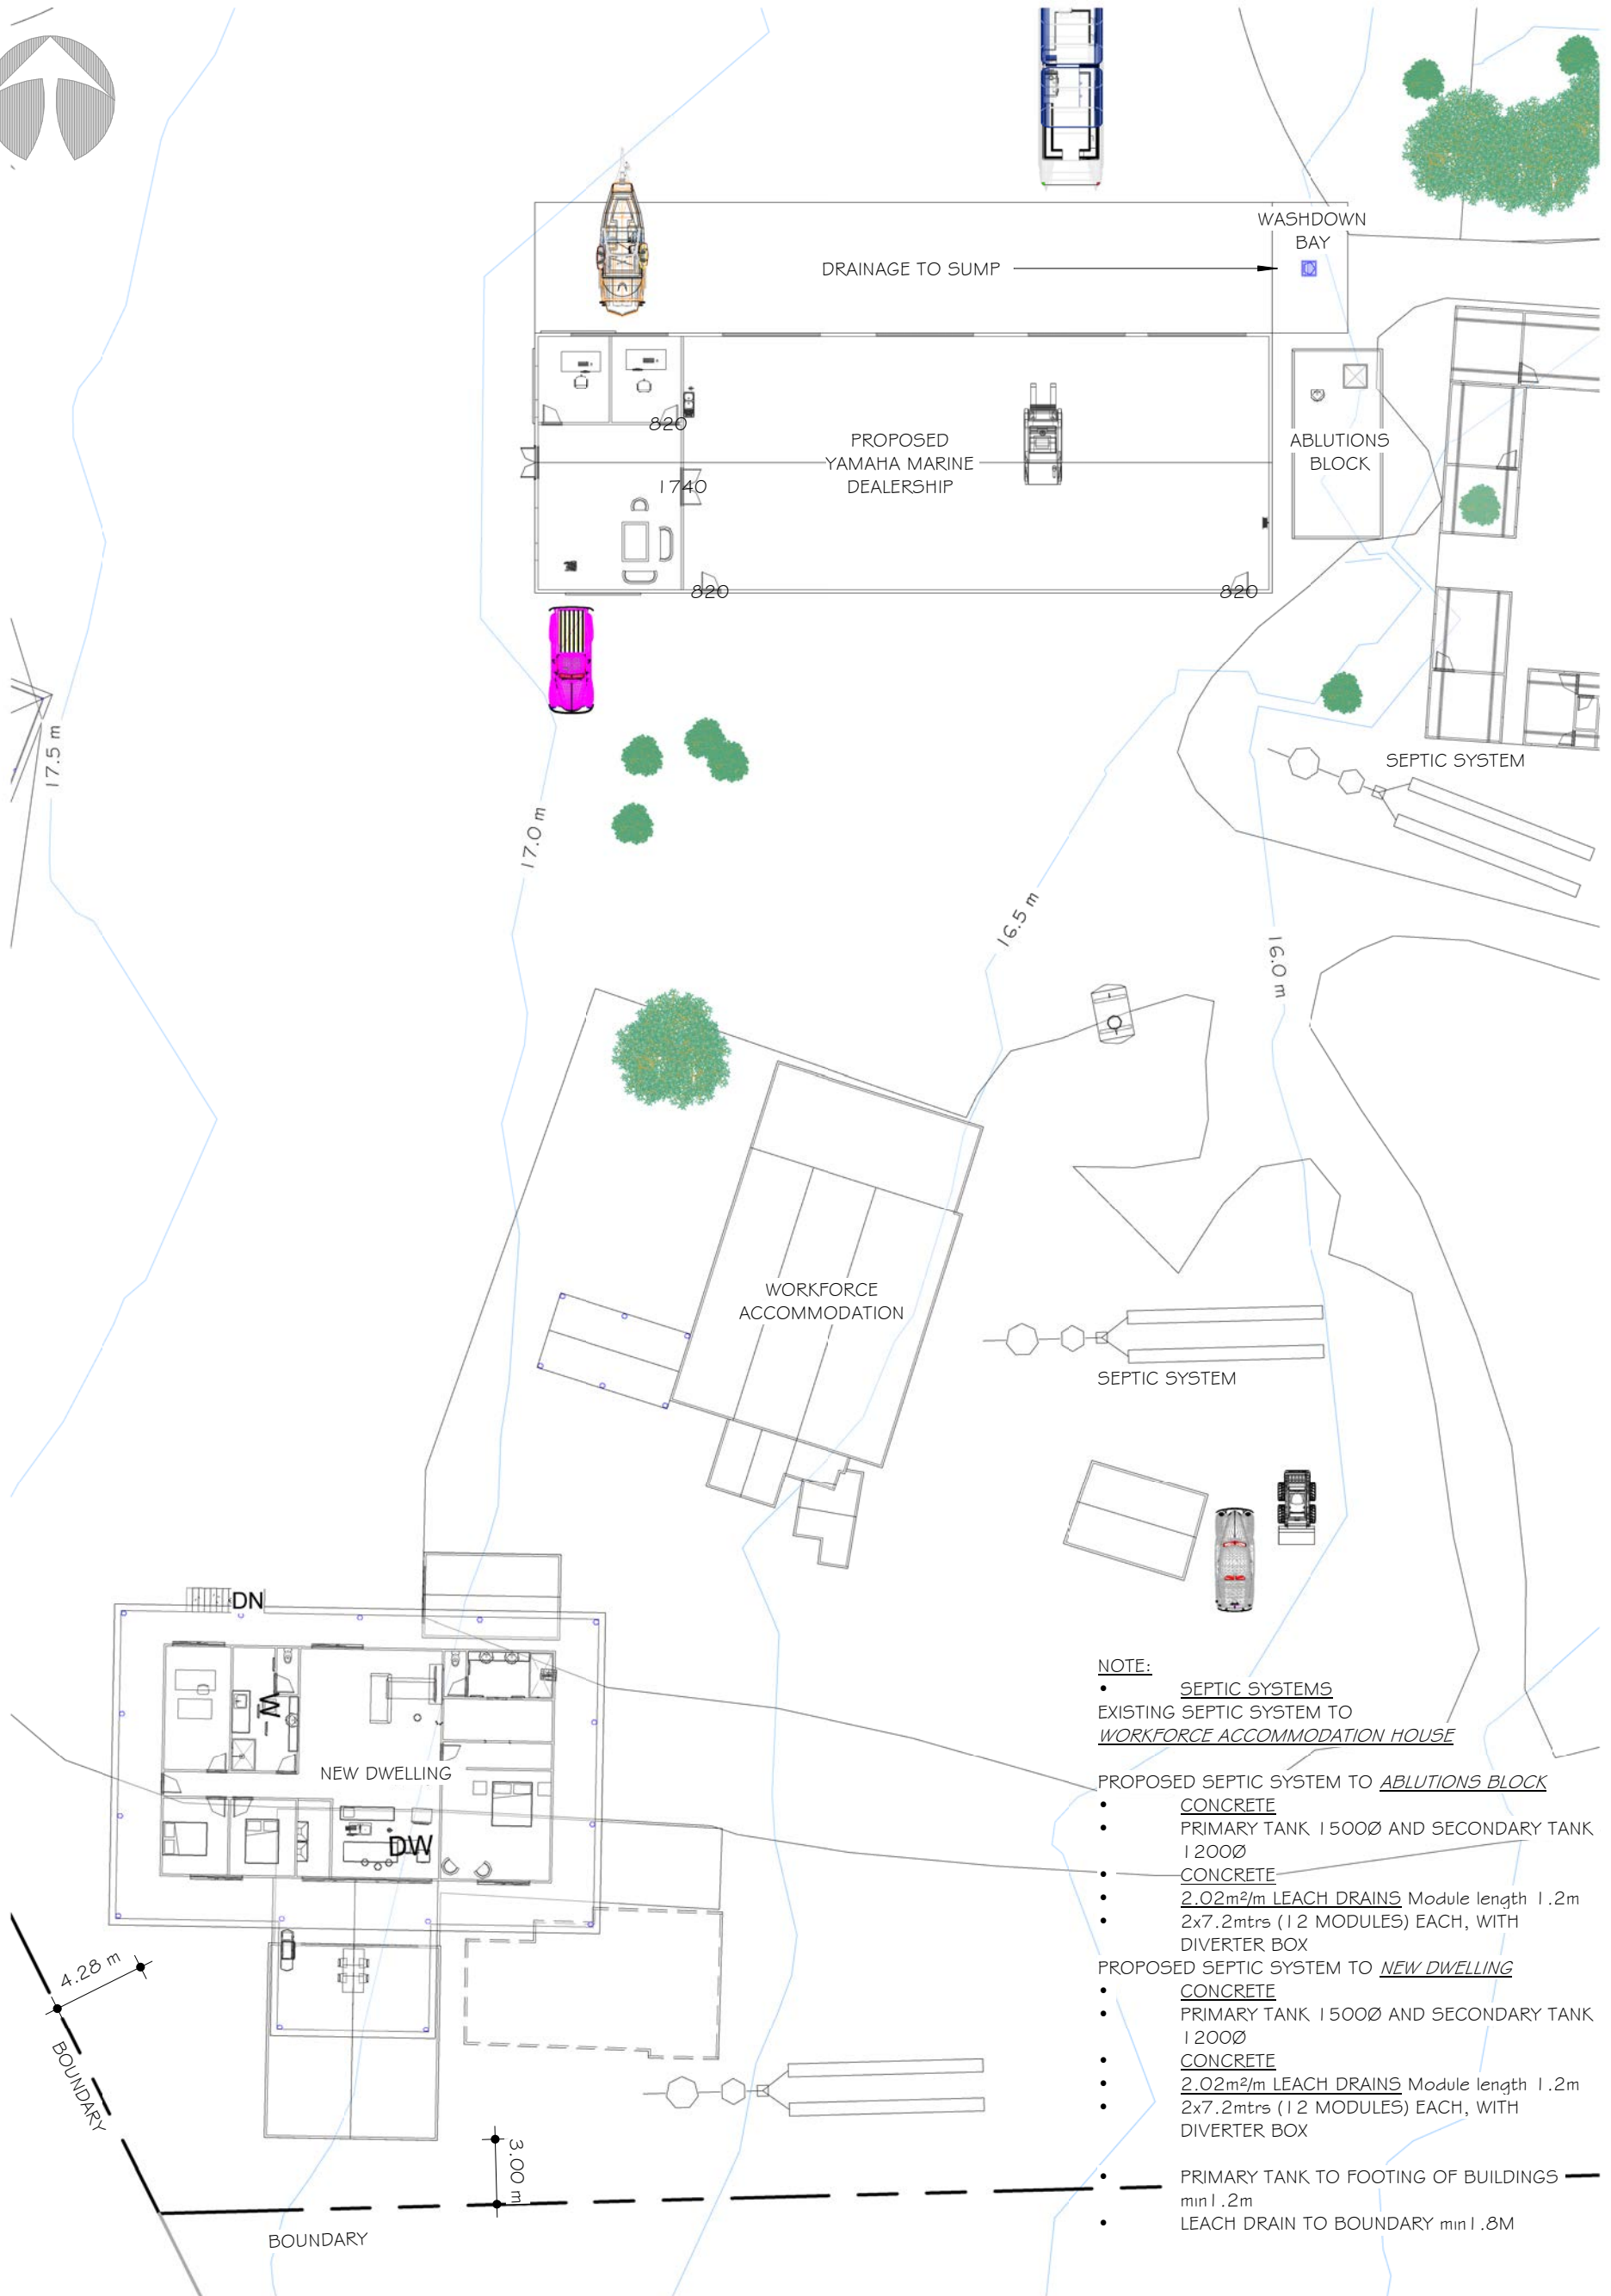 WASHDOWN
BAY
DRAINAGE TO SUMP
820
PROPOSED
YAMAHA MARINE
DEALERSHIP
ABLUTIONS
BLOCK
1740
820
820
17.5 m
SEPTIC SYSTEM
17.0 m
16.5 m
16.0 m
WORKFORCE
ACCOMMODATION
SEPTIC SYSTEM
DN
NEW DWELLING
DW
4.28 m
BOUNDARY
3.00 m
BOUNDARY
NOTE:
• SEPTIC SYSTEMS
EXISTING SEPTIC SYSTEM TO
WORKFORCE ACCOMMODATION HOUSE
PROPOSED SEPTIC SYSTEM TO ABLUTIONS BLOCK
• CONCRETE
• PRIMARY TANK 1500Ø AND SECONDARY TANK
1200Ø
• CONCRETE
• 2.02m²/m LEACH DRAINS Module length 1.2m
• 2x7.2mtrs (12 MODULES) EACH, WITH
DIVERTER BOX
PROPOSED SEPTIC SYSTEM TO NEW DWELLING
• CONCRETE
• PRIMARY TANK 1500Ø AND SECONDARY TANK
1200Ø
• CONCRETE
• 2.02m²/m LEACH DRAINS Module length 1.2m
• 2x7.2mtrs (12 MODULES) EACH, WITH
DIVERTER BOX
• PRIMARY TANK TO FOOTING OF BUILDINGS
min1.2m
• LEACH DRAIN TO BOUNDARY min1.8M